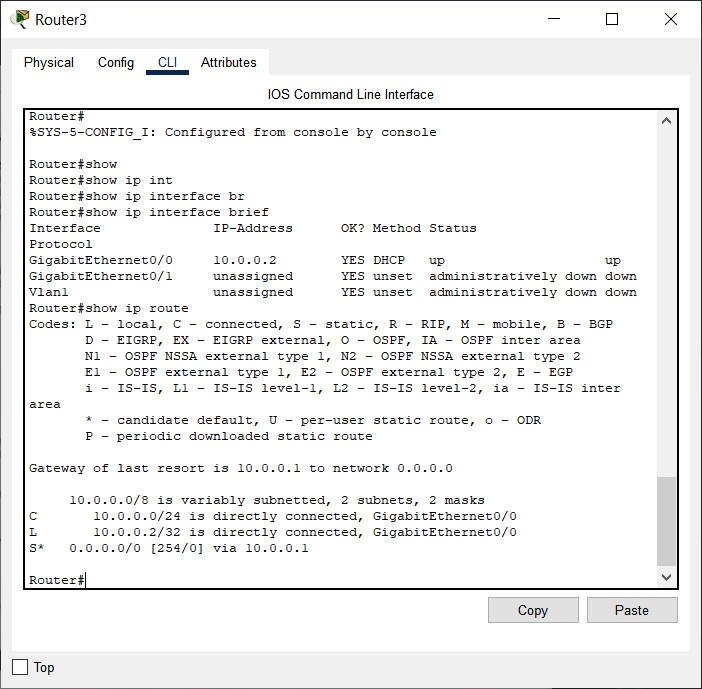 Router3
Physical Config CLI Attributes
IOS Command Line Interface
Router#
%SYS-5-CONFIG_I: Configured from console by console
Router#show
Router#show ip int
Router#show ip interface br
Router#show ip interface brief
Interface              IP-Address      OK? Method Status
Protocol
GigabitEthernet0/0     10.0.0.2        YES DHCP   up                    up
GigabitEthernet0/1     unassigned      YES unset  administratively down down
Vlan1                  unassigned      YES unset  administratively down down
Router#show ip route
Codes: L - local, C - connected, S - static, R - RIP, M - mobile, B - BGP
       D - EIGRP, EX - EIGRP external, O - OSPF, IA - OSPF inter area
       N1 - OSPF NSSA external type 1, N2 - OSPF NSSA external type 2
       E1 - OSPF external type 1, E2 - OSPF external type 2, E - EGP
       i - IS-IS, L1 - IS-IS level-1, L2 - IS-IS level-2, ia - IS-IS inter
area
       * - candidate default, U - per-user static route, o - ODR
       P - periodic downloaded static route
Gateway of last resort is 10.0.0.1 to network 0.0.0.0
     10.0.0.0/8 is variably subnetted, 2 subnets, 2 masks
C       10.0.0.0/24 is directly connected, GigabitEthernet0/0
L       10.0.0.2/32 is directly connected, GigabitEthernet0/0
S*   0.0.0.0/0 [254/0] via 10.0.0.1
Router#
Copy Paste
Top